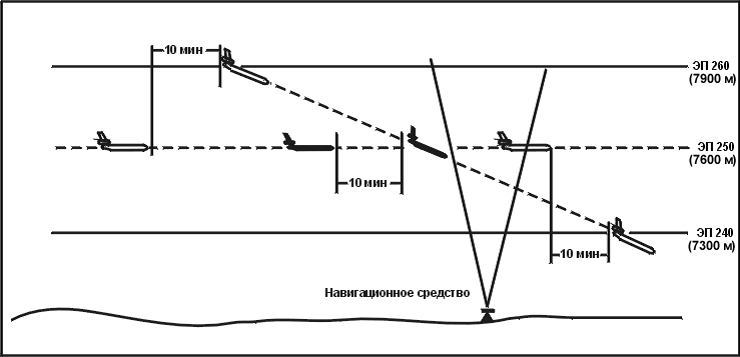 10 мин
ЭП 260
(7900 м)
ЭП 250
(7600 м)
10 мин
ЭП 240
(7300 м)
10 мин
Навигационное средство